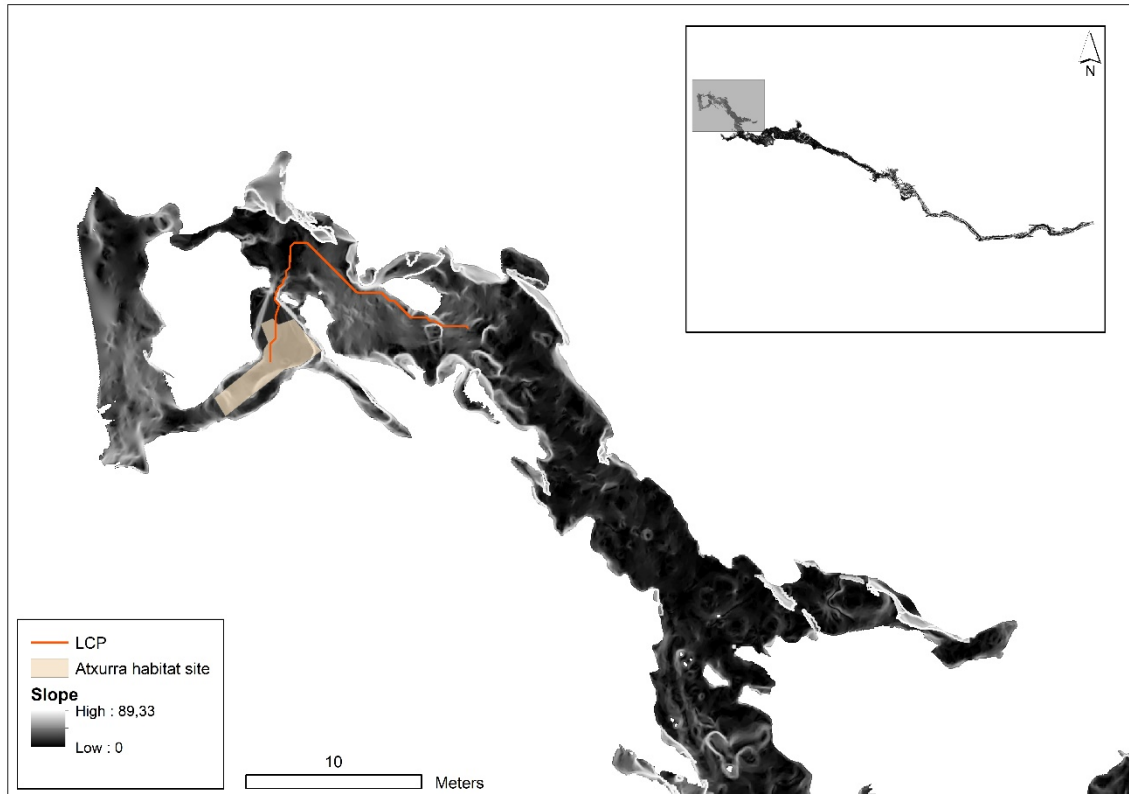 N
LCP
Atxurra habitat site
Slope
High : 89,33
Low : 0
10
Meters